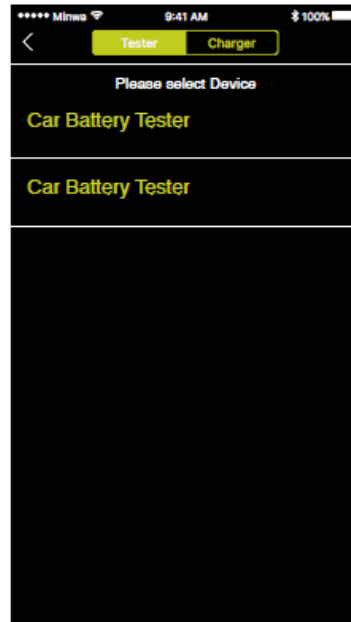 Minwa 9:41 AM 100%
Tester Charger
Please select Device
Car Battery Tester
Car Battery Tester